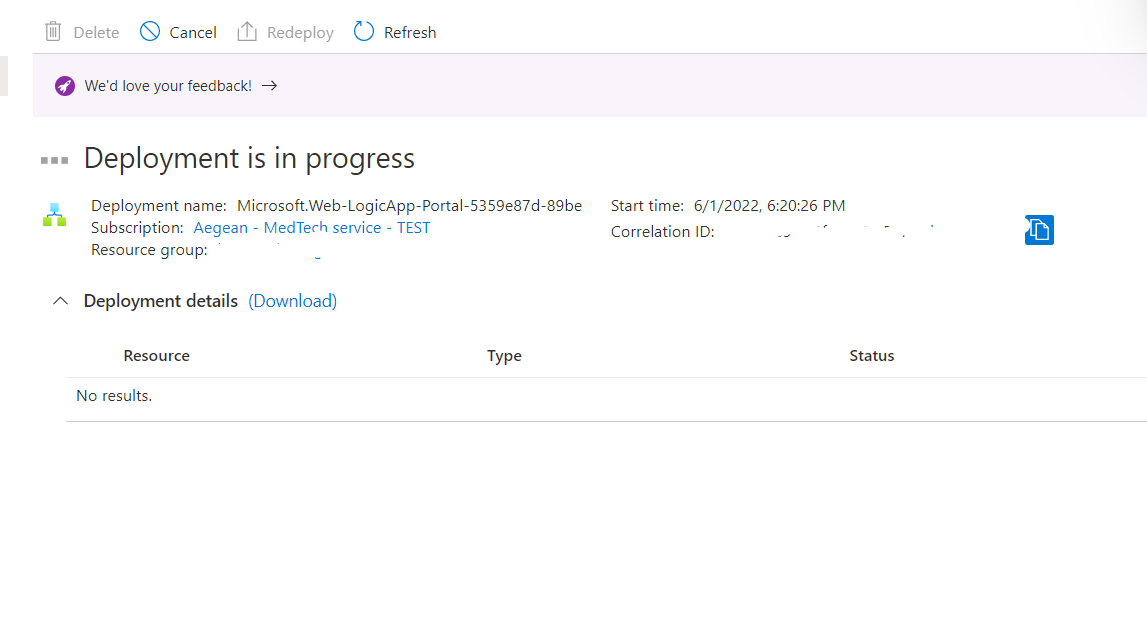 Delete Cancel Redeploy Refresh
We'd love your feedback! →
Deployment is in progress
Deployment name: Microsoft.Web-LogicApp-Portal-5359e87d-89be
Start time: 6/1/2022, 6:20:26 PM
Subscription: Aegean - MedTech service - TEST
Correlation ID:
Resource group:
Deployment details (Download)
Resource Type Status
No results.